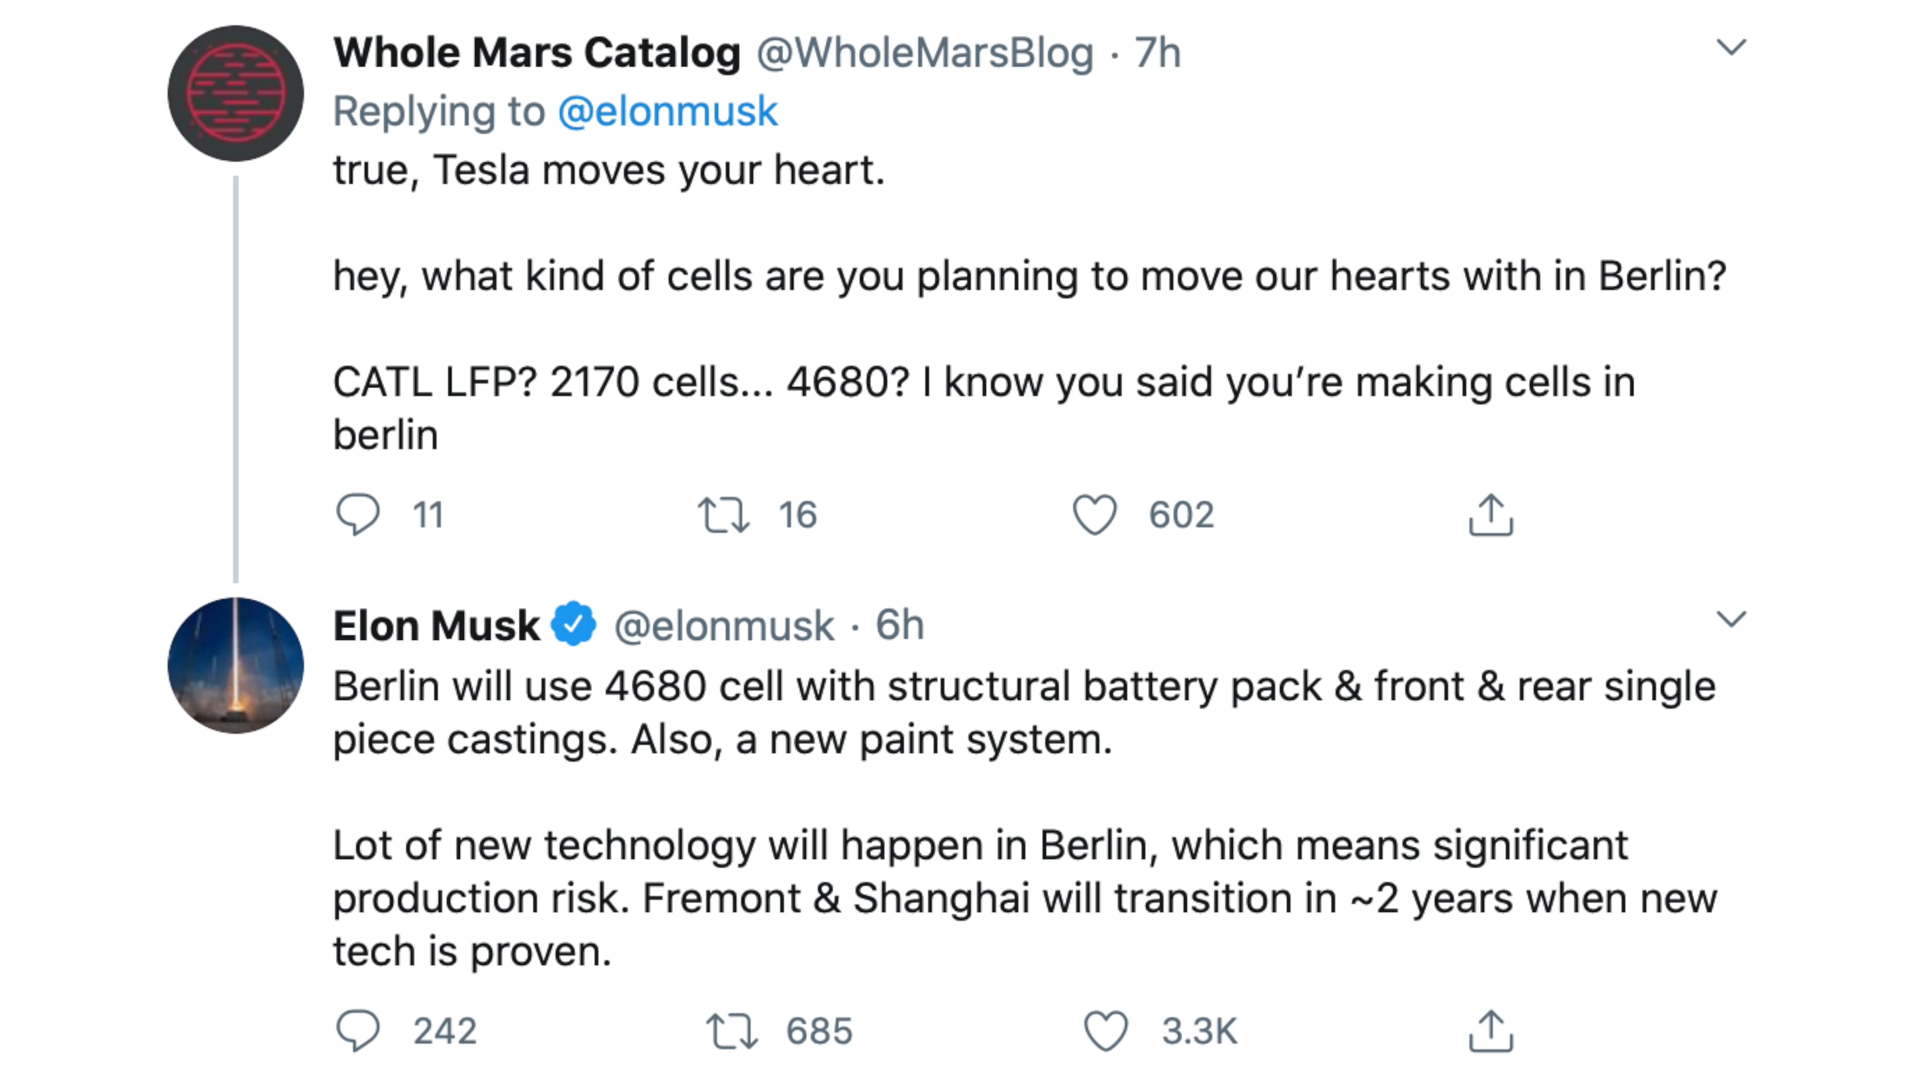 Whole Mars Catalog @WholeMarsBlog · 7h
Replying to @elonmusk
true, Tesla moves your heart.
hey, what kind of cells are you planning to move our hearts with in Berlin?
CATL LFP? 2170 cells... 4680? I know you said you’re making cells in
berlin
11 16 602
Elon Musk @elonmusk · 6h
Berlin will use 4680 cell with structural battery pack & front & rear single
piece castings. Also, a new paint system.
Lot of new technology will happen in Berlin, which means significant
production risk. Fremont & Shanghai will transition in ~2 years when new
tech is proven.
242 685 3.3K